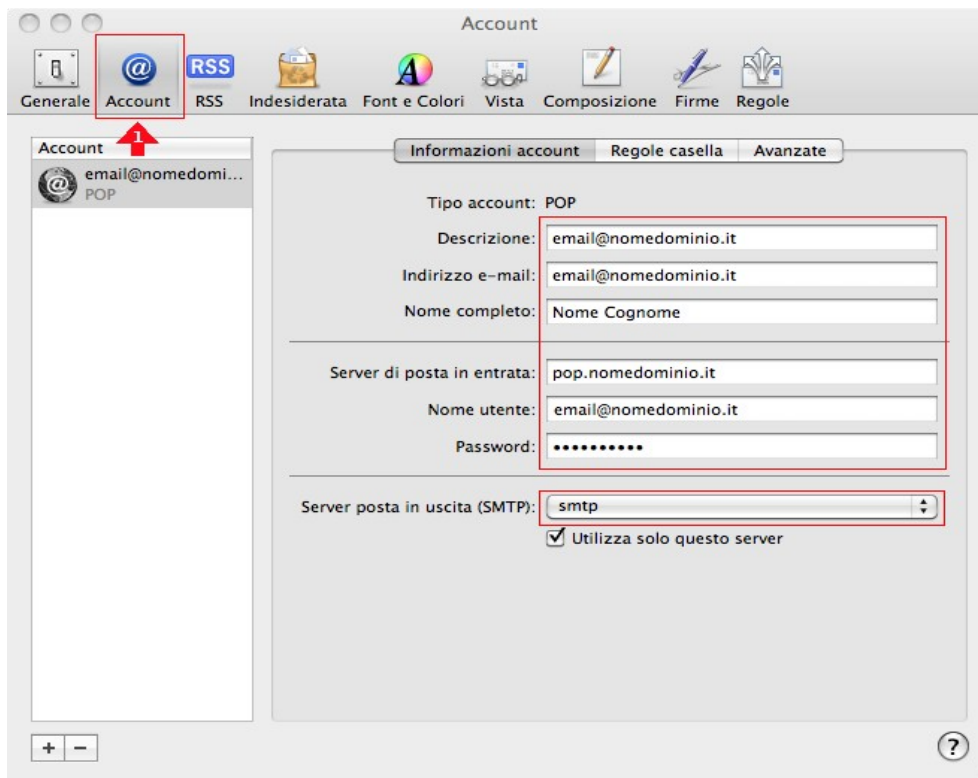 Account
RSS
Generale Account RSS Indesiderata Font e Colori Vista Composizione Firme Regole
1
Account
email@nomedomi...
POP
Informazioni account Regole casella Avanzate
Tipo account: POP
Descrizione: email@nomedominio.it
Indirizzo e-mail: email@nomedominio.it
Nome completo: Nome Cognome
Server di posta in entrata: pop.nomedominio.it
Nome utente: email@nomedominio.it
Password: ••••••••••
Server posta in uscita (SMTP): smtp
Utilizza solo questo server
+ − ?